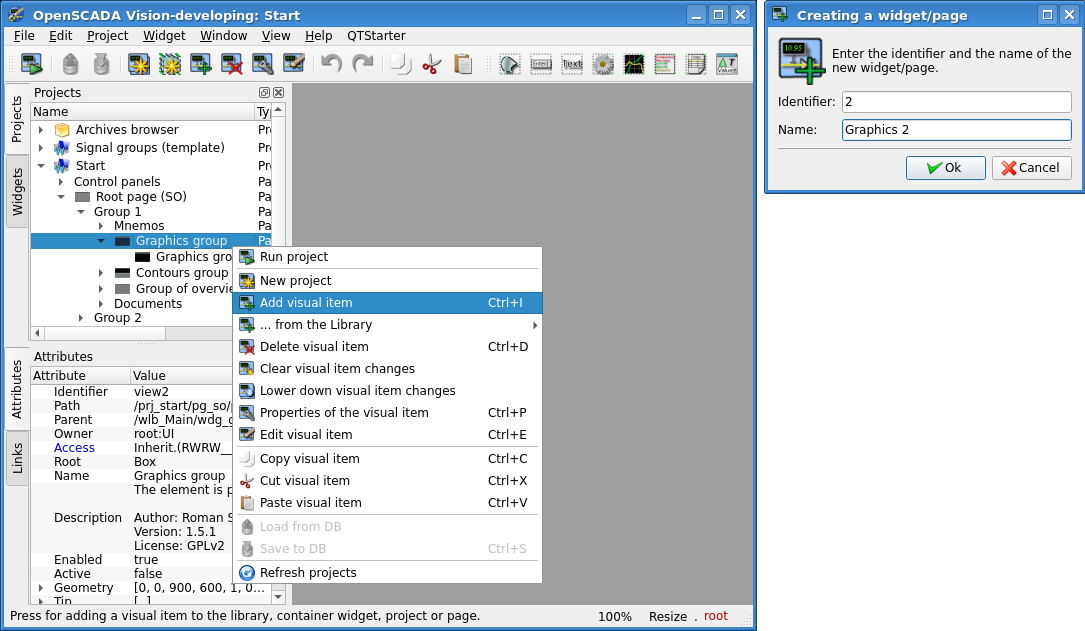 OpenSCADA Vision-developing: Start
File Edit Project Widget Window View Help QTStarter
Projects
Widgets
Projects
Name Ty
Archives browser Pr
Signal groups (template) Pr
Start Pr
Control panels Pa
Root page (SO) Pa
Group 1 Pa
Mnemos Pa
Graphics group Pa
Graphics gro
Contours group
Group of overvie
Documents
Group 2
Run project
New project
Add visual item Ctrl+I
... from the Library
Delete visual item Ctrl+D
Clear visual item changes
Lower down visual item changes
Properties of the visual item Ctrl+P
Edit visual item Ctrl+E
Copy visual item Ctrl+C
Cut visual item Ctrl+X
Paste visual item Ctrl+V
Load from DB
Save to DB Ctrl+S
Refresh projects
Attributes
Links
Attributes
Attribute Value
Identifier view2
Path /prj_start/pg_so/
Parent /wlb_Main/wdg_g
Owner root:UI
Access Inherit.(RWRW__
Root Box
Name Graphics group
The element is p
Description Author: Roman S
Version: 1.5.1
License: GPLv2
Enabled true
Active false
Geometry [0, 0, 900, 600, 1, 0...
Tip [, ]
Press for adding a visual item to the library, container widget, project or page.
100% Resize . root
Creating a widget/page
10.95
Enter the identifier and the name of the
new widget/page.
Identifier: 2
Name: Graphics 2
Ok Cancel